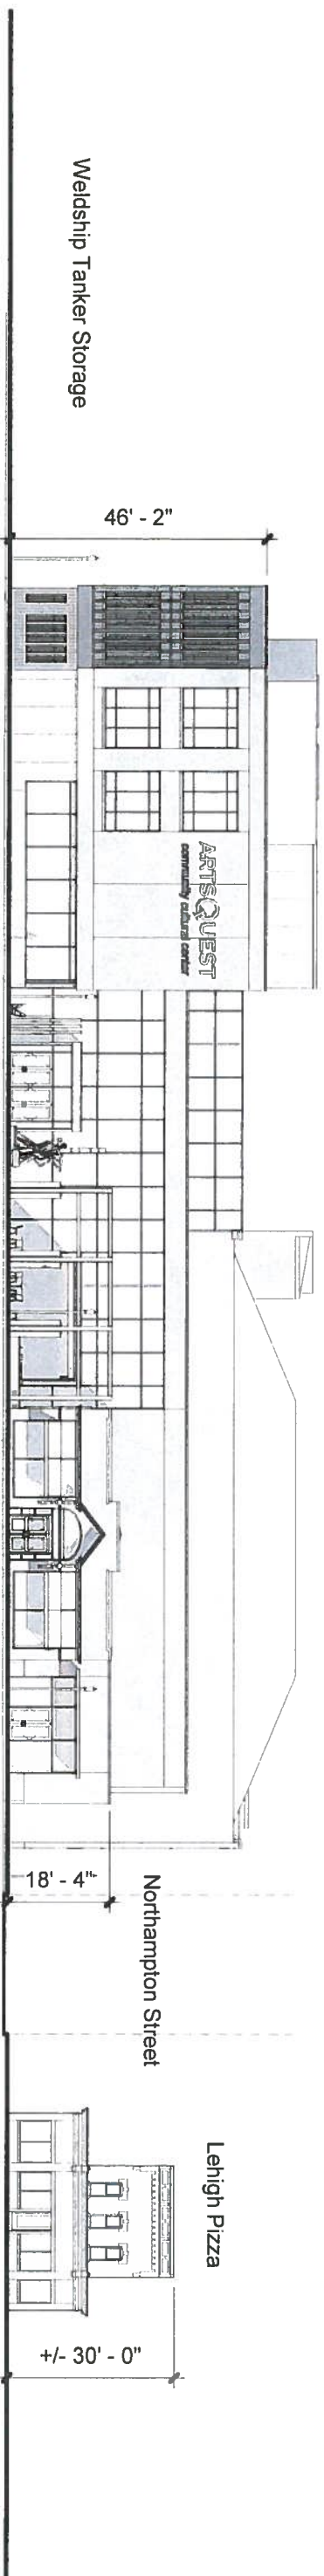 Weldship Tanker Storage
46' - 2"
ARTSQUEST
community cultural center
18' - 4"
Northampton Street
Lehigh Pizza
+/- 30' - 0"